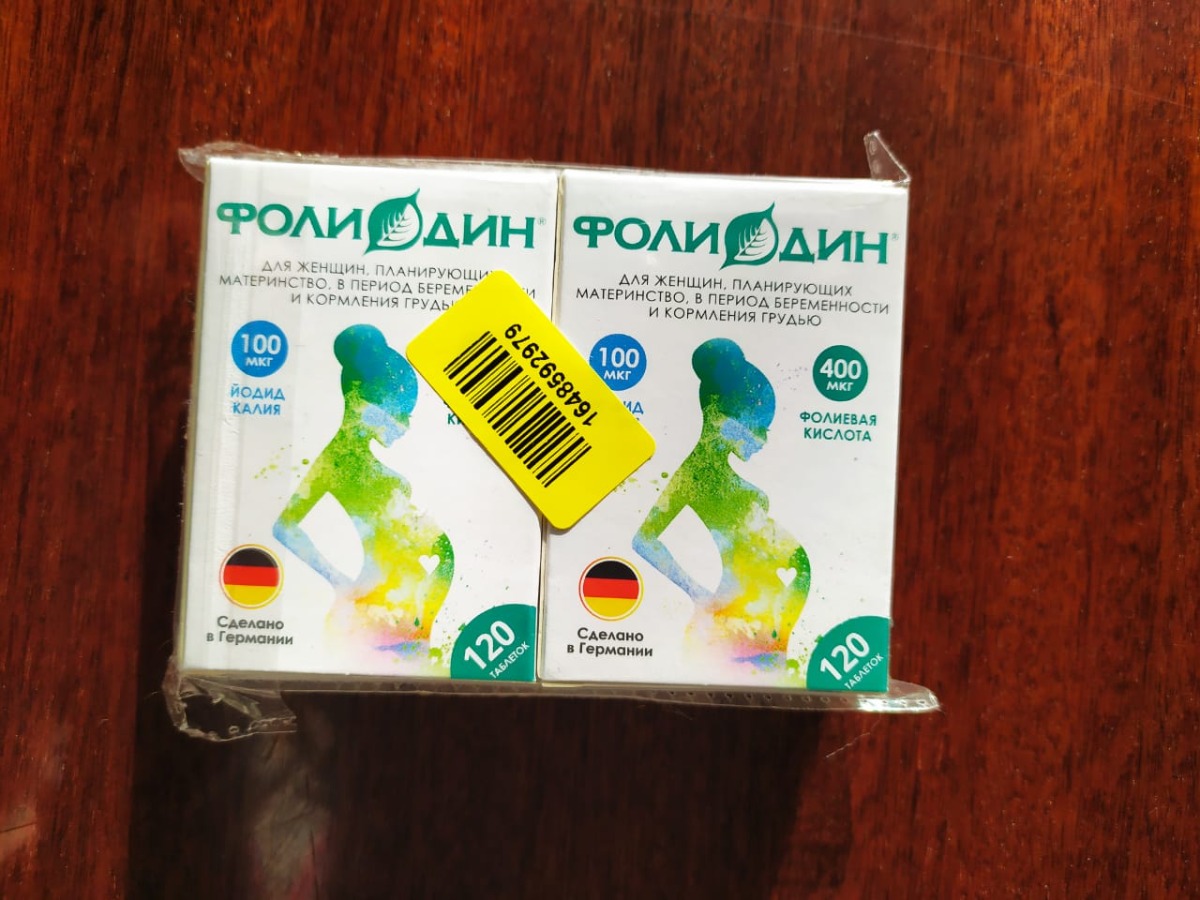 ФОЛИОДИН®
ДЛЯ ЖЕНЩИН, ПЛАНИРУЮЩИХ
МАТЕРИНСТВО, В ПЕРИОД
И КОРМЛЕНИЯ
100
МКГ
ЙОДИД
КАЛИЯ
Сделано
в Германии
120
ТАБЛЕТОК
1648592979
ФОЛИОДИН®
ДЛЯ ЖЕНЩИН, ПЛАНИРУЮЩИХ
МАТЕРИНСТВО, В ПЕРИОД БЕРЕМЕННОСТИ
И КОРМЛЕНИЯ ГРУДЬЮ
100
МКГ
400
МКГ
ФОЛИЕВАЯ
КИСЛОТА
Сделано
в Германии
120
ТАБЛЕТОК